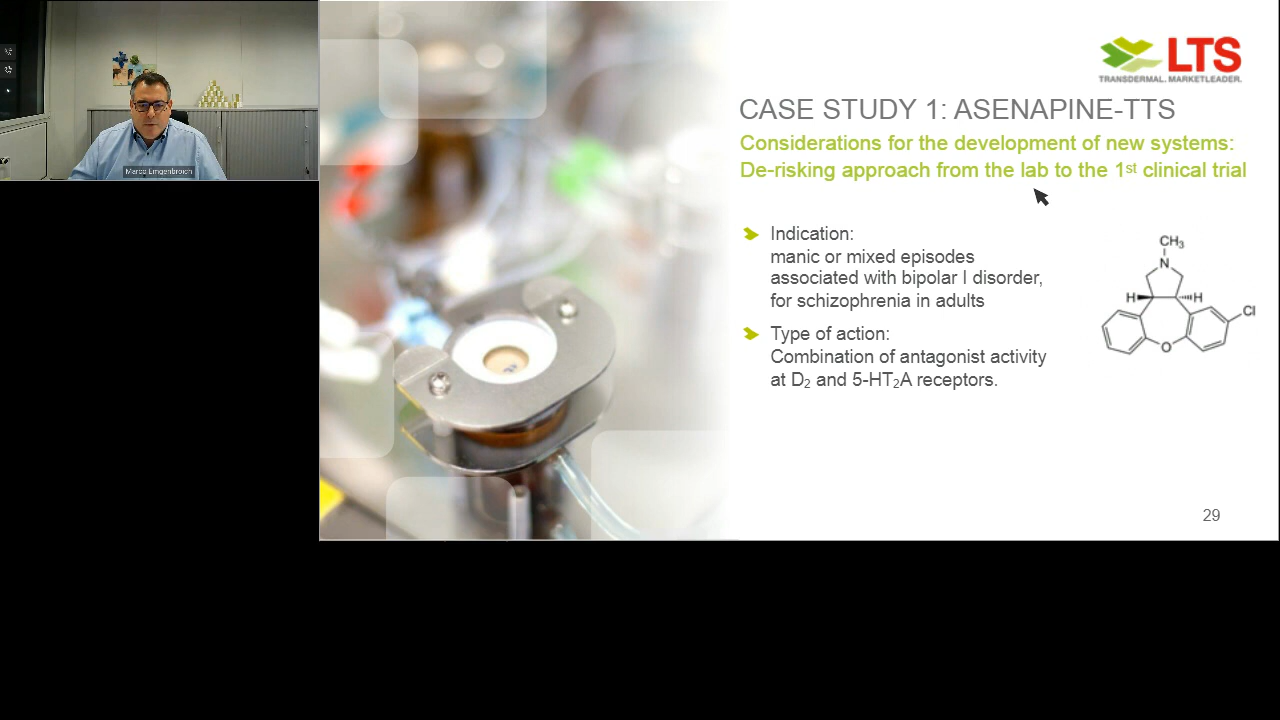 Marco Emgenbroich
LTS
TRANSDERMAL. MARKETLEADER.
CASE STUDY 1: ASENAPINE-TTS
Considerations for the development of new systems:
De-risking approach from the lab to the 1st clinical trial
Indication:
manic or mixed episodes
associated with bipolar I disorder,
for schizophrenia in adults
Type of action:
Combination of antagonist activity
at D2 and 5-HT2A receptors.
CH3
N
H H
Cl
O
29